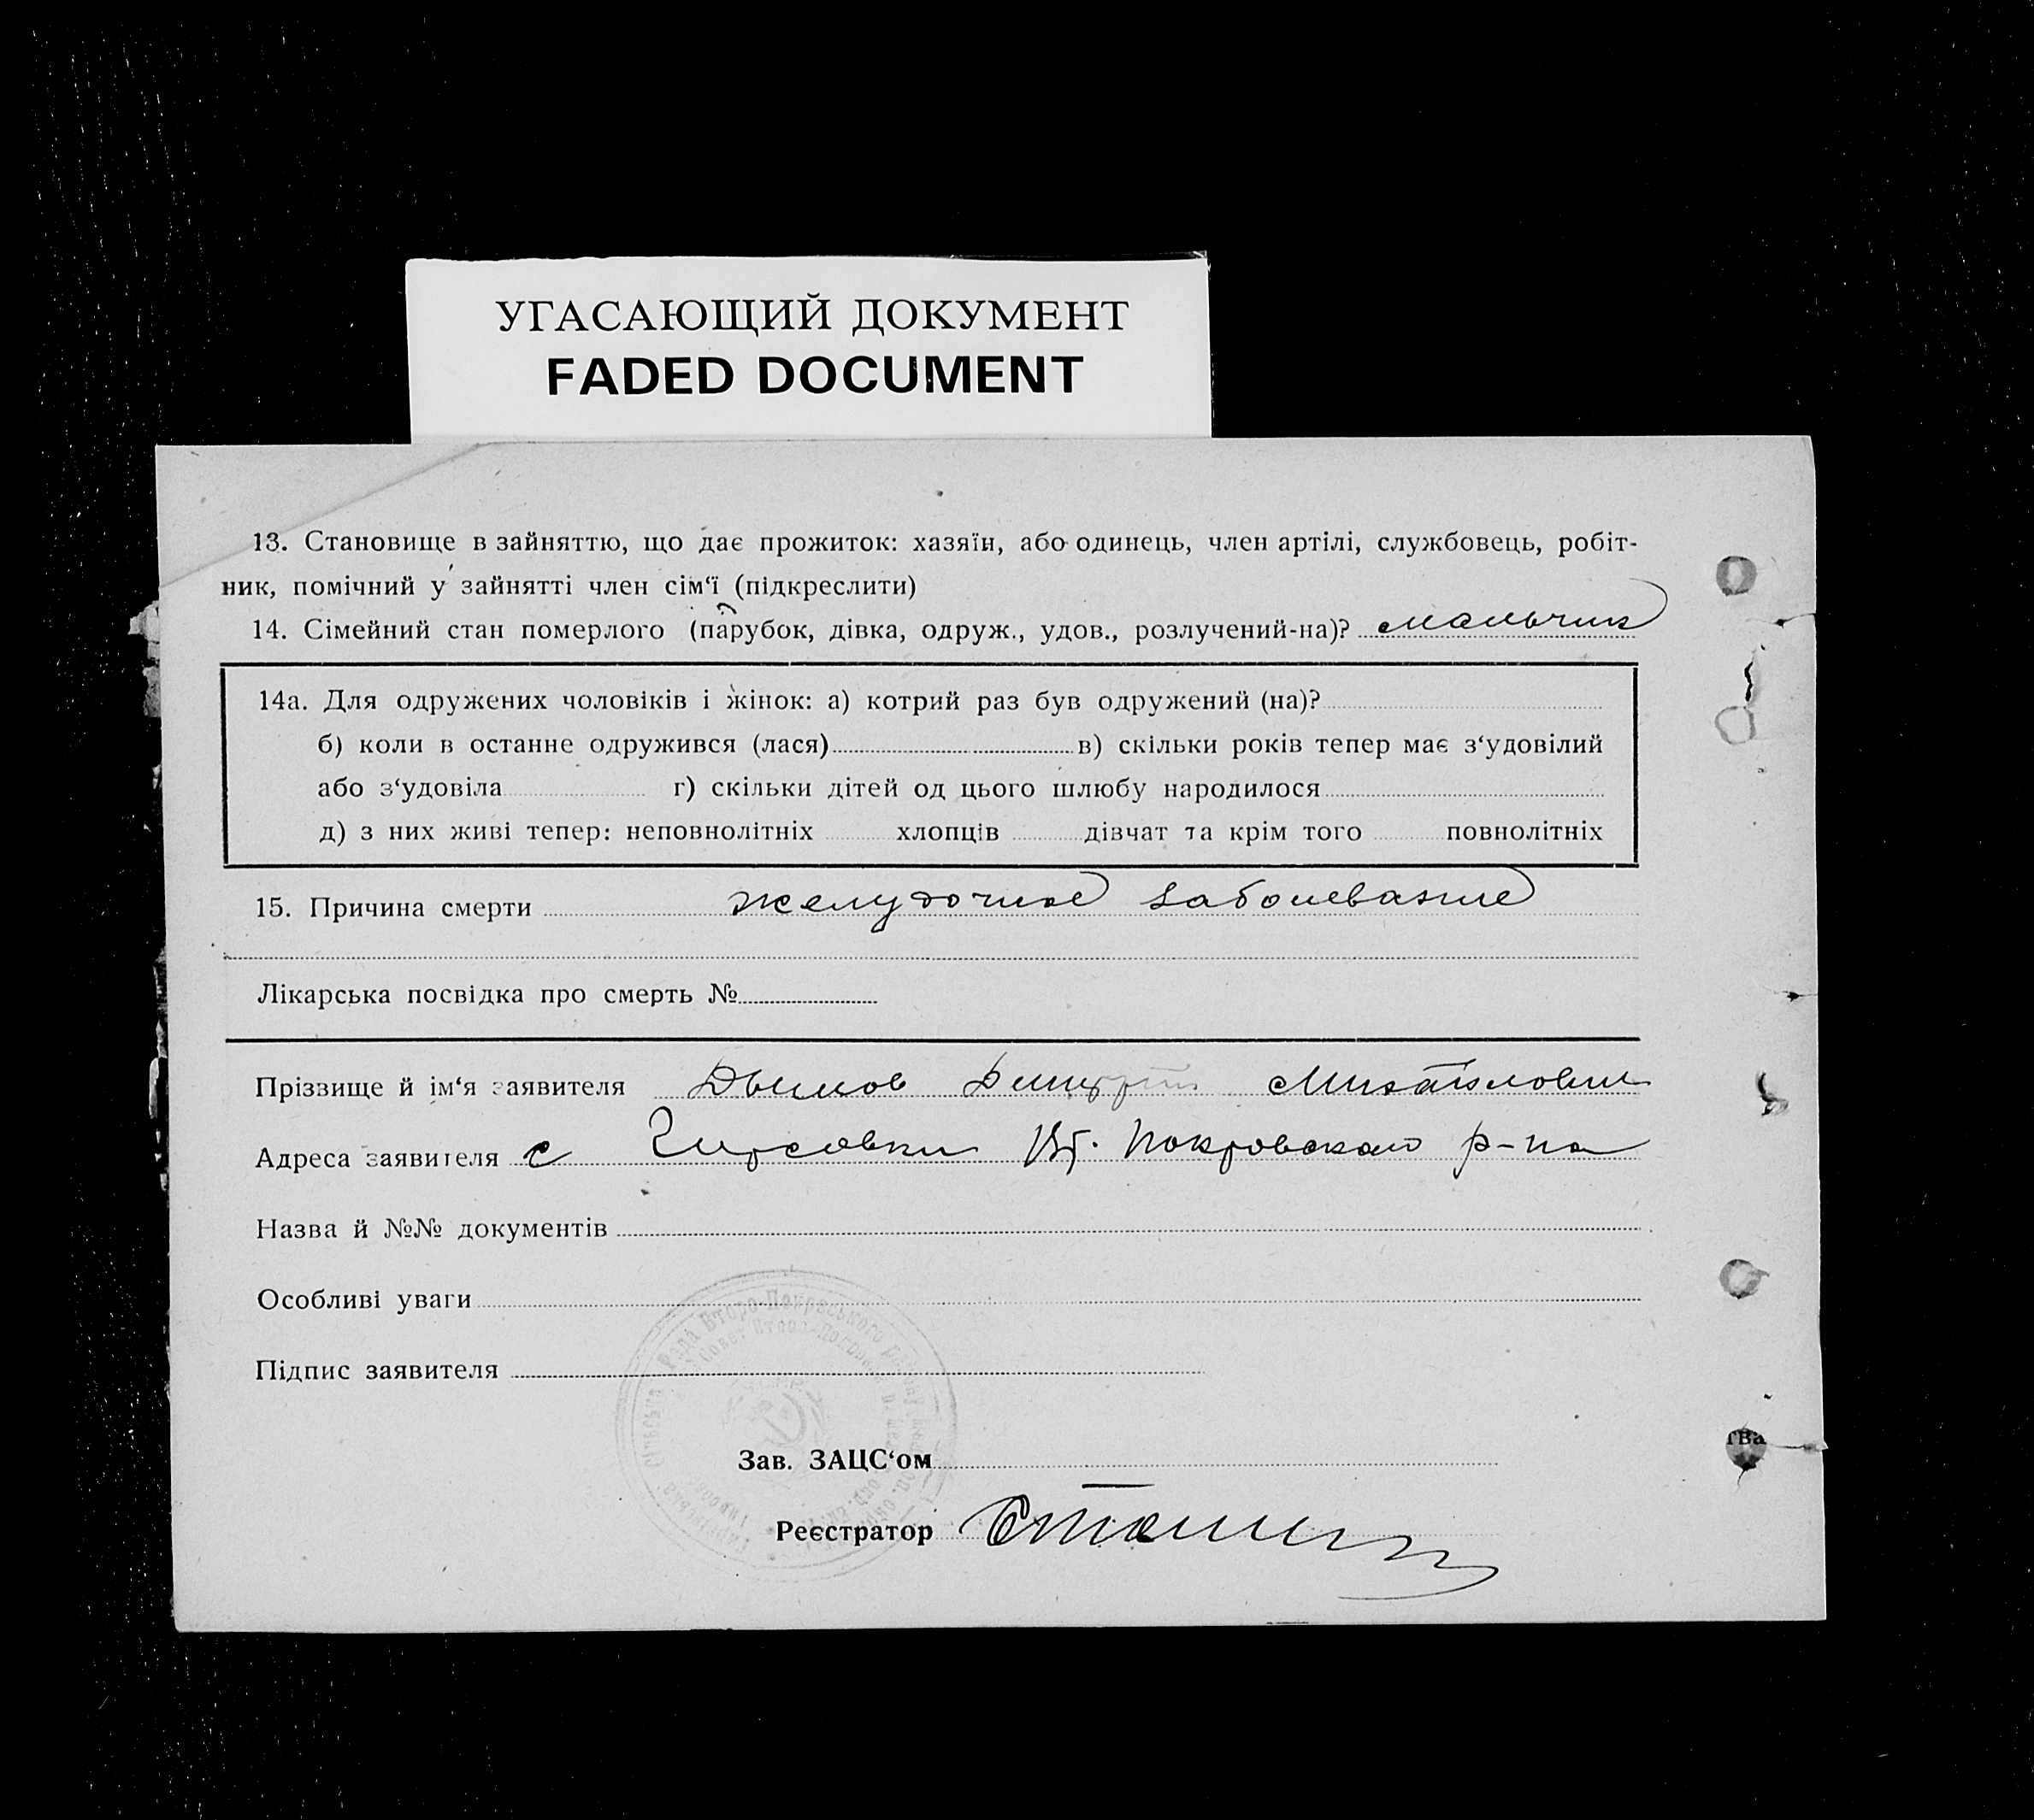 УГАСАЮЩИЙ ДОКУМЕНТ
FADED DOCUMENT
13. Становище в зайняттю, що дає прожиток: хазяїн, або одинець, член артілі, службовець, робіт-
ник, помічний у зайнятті член сім‘ї (підкреслити)
14. Сімейний стан померлого (парубок, дівка, одруж., удов., розлучений-на)? мальчик
14а. Для одружених чоловіків і жінок: а) котрий раз був одружений (на)?
б) коли в останне одружився (лася) в) скільки років тепер має з‘удовілий
або з‘удовіла г) скільки дітей од цього шлюбу народилося
д) з них живі тепер: неповнолітніх хлопців дівчат та крім того повнолітніх
15. Причина смерти желудочное заболевание
Лікарська посвідка про смерть №
Прізвище й ім‘я заявителя Дымов Дмитрий Михайлович
Адреса заявителя с Гирсовки Вт. Покровского р-на
Назва й №№ документів
Особливі уваги
Підпис заявителя
Зав. ЗАЦС‘ом
Реєстратор
тва